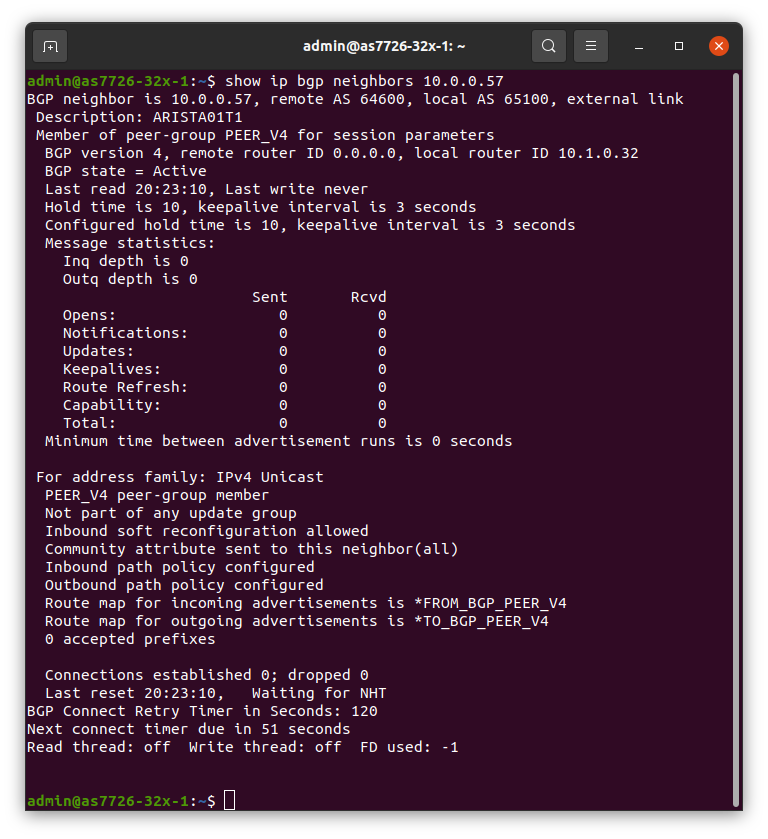 admin@as7726-32x-1: ~
admin@as7726-32x-1:~$ show ip bgp neighbors 10.0.0.57
BGP neighbor is 10.0.0.57, remote AS 64600, local AS 65100, external link
 Description: ARISTA01T1
 Member of peer-group PEER_V4 for session parameters
  BGP version 4, remote router ID 0.0.0.0, local router ID 10.1.0.32
  BGP state = Active
  Last read 20:23:10, Last write never
  Hold time is 10, keepalive interval is 3 seconds
  Configured hold time is 10, keepalive interval is 3 seconds
  Message statistics:
    Inq depth is 0
    Outq depth is 0
                         Sent       Rcvd
    Opens:                  0          0
    Notifications:          0          0
    Updates:                0          0
    Keepalives:             0          0
    Route Refresh:          0          0
    Capability:             0          0
    Total:                  0          0
  Minimum time between advertisement runs is 0 seconds

 For address family: IPv4 Unicast
  PEER_V4 peer-group member
  Not part of any update group
  Inbound soft reconfiguration allowed
  Community attribute sent to this neighbor(all)
  Inbound path policy configured
  Outbound path policy configured
  Route map for incoming advertisements is *FROM_BGP_PEER_V4
  Route map for outgoing advertisements is *TO_BGP_PEER_V4
  0 accepted prefixes

  Connections established 0; dropped 0
  Last reset 20:23:10,   Waiting for NHT
BGP Connect Retry Timer in Seconds: 120
Next connect timer due in 51 seconds
Read thread: off  Write thread: off  FD used: -1

admin@as7726-32x-1:~$